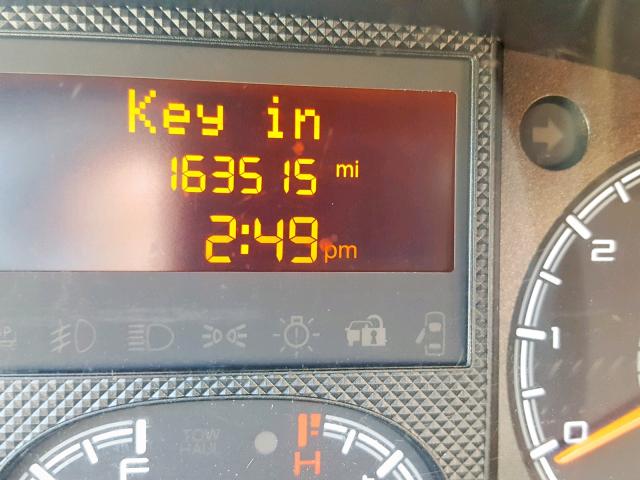 Key in
163515 mi
2:49 pm
2
1
0
TOW
HAUL
F
H